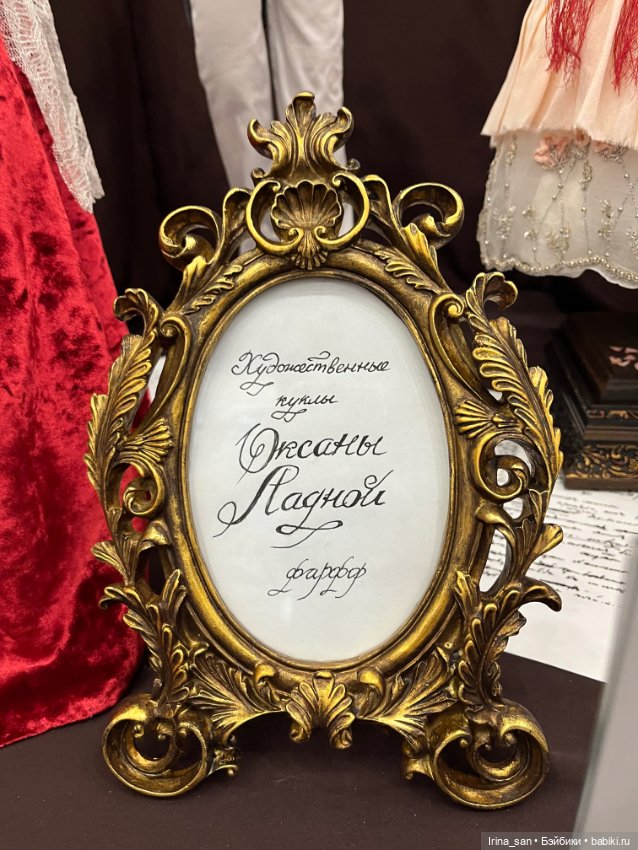 Художественные
куклы
Оксаны
Ладной
фарфор
Irina_san • Бэйбики • babiki.ru